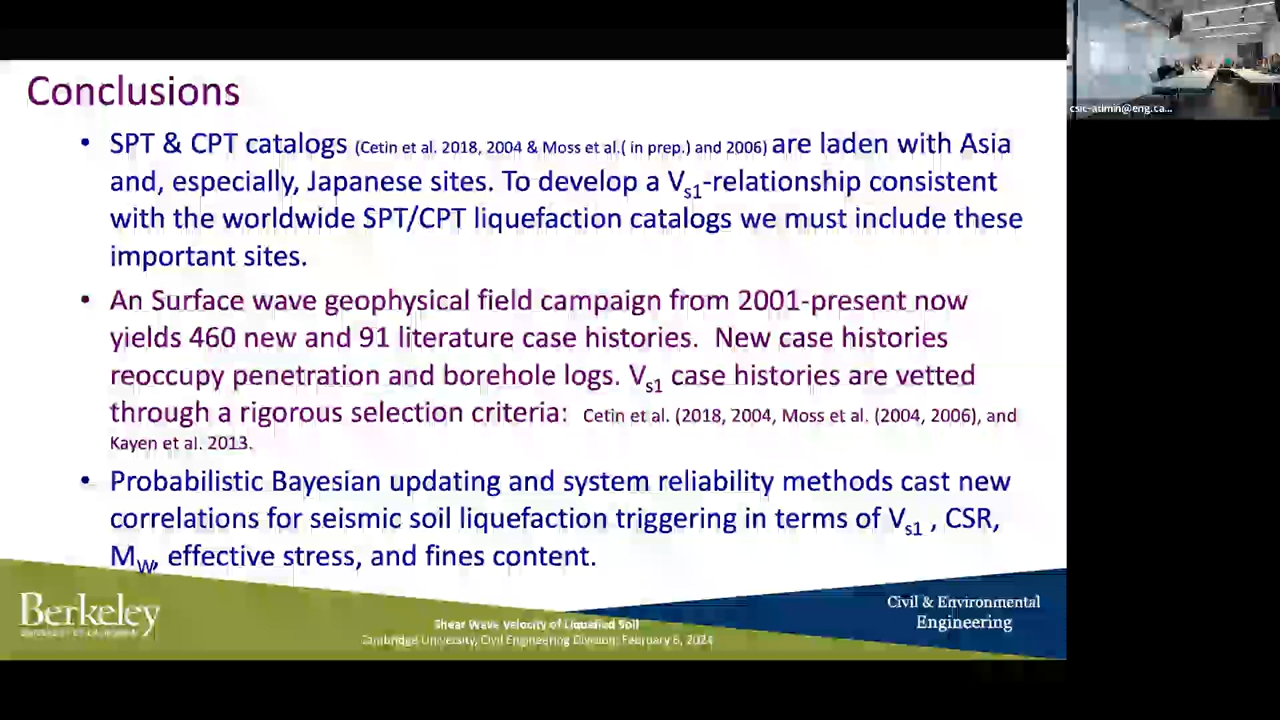 Conclusions
• SPT & CPT catalogs (Cetin et al. 2018, 2004 & Moss et al.( in prep.) and 2006) are laden with Asia
and, especially, Japanese sites. To develop a Vs1-relationship consistent
with the worldwide SPT/CPT liquefaction catalogs we must include these
important sites.
• An Surface wave geophysical field campaign from 2001-present now
yields 460 new and 91 literature case histories. New case histories
reoccupy penetration and borehole logs. Vs1 case histories are vetted
through a rigorous selection criteria: Cetin et al. (2018, 2004, Moss et al. (2004, 2006), and
Kayen et al. 2013.
• Probabilistic Bayesian updating and system reliability methods cast new
correlations for seismic soil liquefaction triggering in terms of Vs1 , CSR,
MW, effective stress, and fines content.
Berkeley
UNIVERSITY OF CALIFORNIA
Shear Wave Velocity of Liquefied Soil
Cambridge University, Civil Engineering Division: February 6, 2024
Civil & Environmental
Engineering
csic-admin@eng.ca...